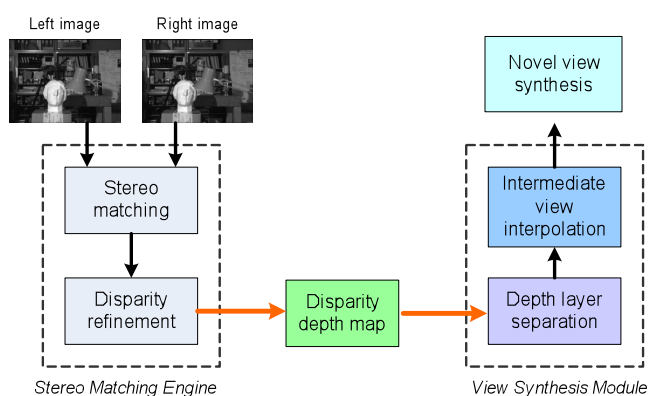 Left image
Right image
Stereo
matching
Disparity
refinement
Stereo Matching Engine
Disparity
depth map
Novel view
synthesis
Intermediate
view
interpolation
Depth layer
separation
View Synthesis Module